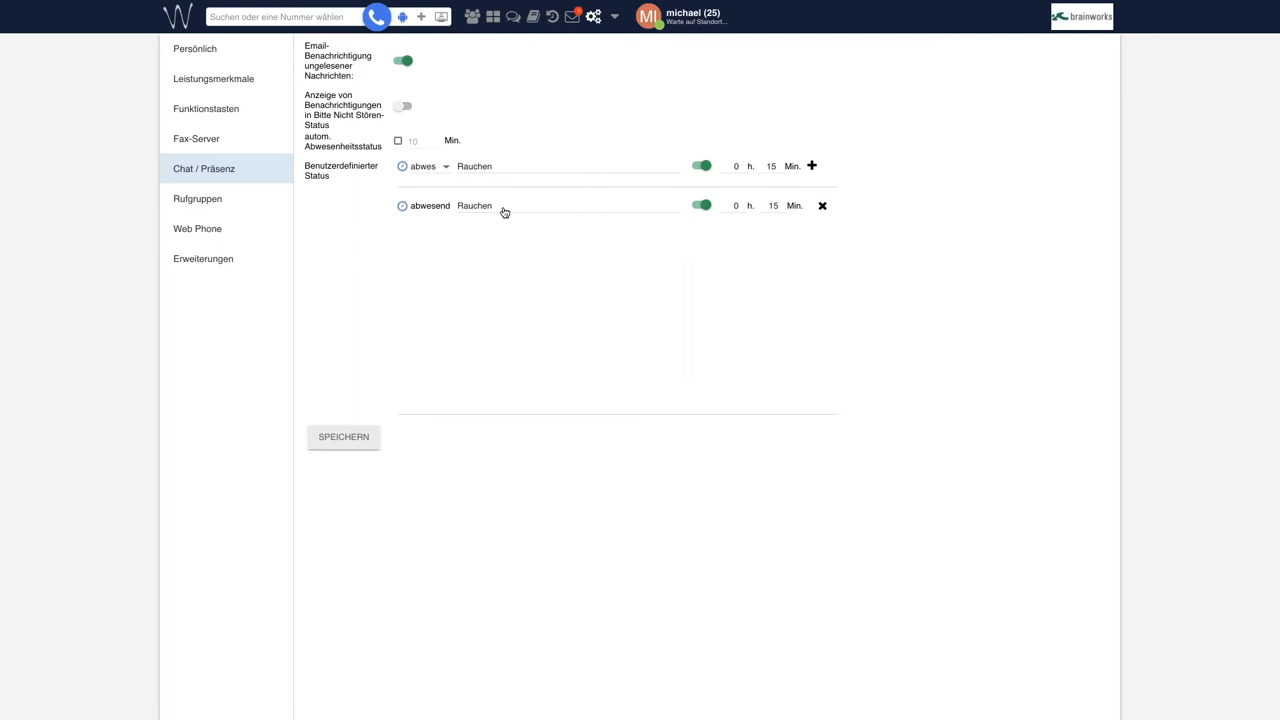 Suchen oder eine Nummer wählen
1
MI
michael (25)
Warte auf Standort...
brainworks
Persönlich
Leistungsmerkmale
Funktionstasten
Fax-Server
Chat / Präsenz
Rufgruppen
Web Phone
Erweiterungen
Email-
Benachrichtigung
ungelesener
Nachrichten:
Anzeige von
Benachrichtigungen
in Bitte Nicht Stören-
Status
autom.
Abwesenheitsstatus
10 Min.
Benutzerdefinierter
Status
abwes Rauchen 0 h. 15 Min.
abwesend Rauchen 0 h. 15 Min.
SPEICHERN